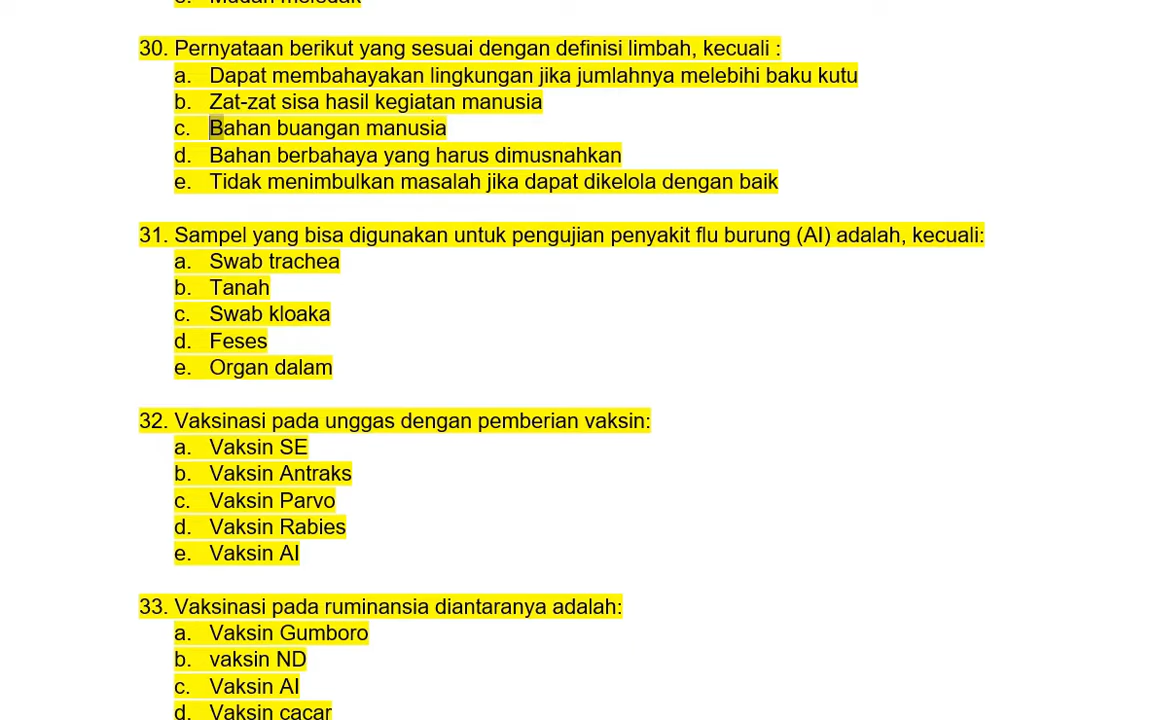 30. Pernyataan berikut yang sesuai dengan definisi limbah, kecuali :
a. Dapat membahayakan lingkungan jika jumlahnya melebihi baku kutu
b. Zat-zat sisa hasil kegiatan manusia
c. Bahan buangan manusia
d. Bahan berbahaya yang harus dimusnahkan
e. Tidak menimbulkan masalah jika dapat dikelola dengan baik
31. Sampel yang bisa digunakan untuk pengujian penyakit flu burung (AI) adalah, kecuali:
a. Swab trachea
b. Tanah
c. Swab kloaka
d. Feses
e. Organ dalam
32. Vaksinasi pada unggas dengan pemberian vaksin:
a. Vaksin SE
b. Vaksin Antraks
c. Vaksin Parvo
d. Vaksin Rabies
e. Vaksin AI
33. Vaksinasi pada ruminansia diantaranya adalah:
a. Vaksin Gumboro
b. vaksin ND
c. Vaksin AI
d. Vaksin cacar